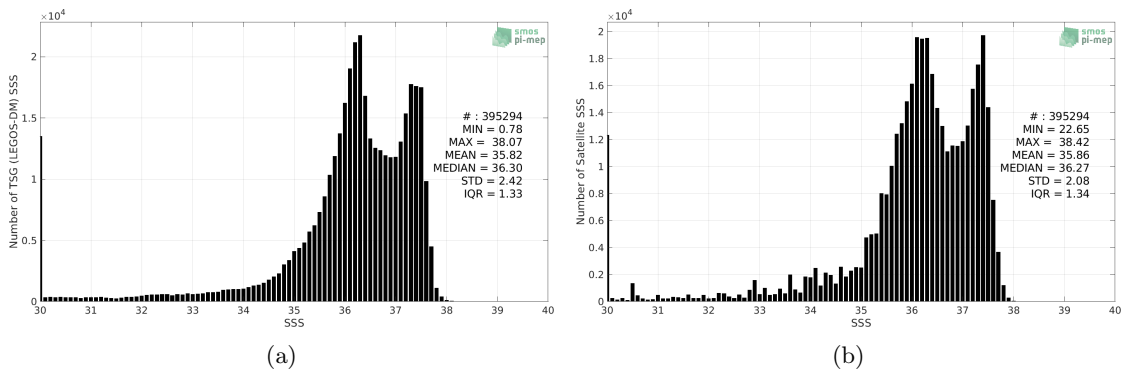 ×10⁴
2
1.5
1
0.5
0
Number of TSG (LEGOS-DM) SSS
30 31 32 33 34 35 36 37 38 39 40
SSS
smos
pi-mep
# : 395294
MIN = 0.78
MAX = 38.07
MEAN = 35.82
MEDIAN = 36.30
STD = 2.42
IQR = 1.33
(a)
×10⁴
2
1.8
1.6
1.4
1.2
1
0.8
0.6
0.4
0.2
0
Number of Satellite SSS
30 31 32 33 34 35 36 37 38 39 40
SSS
smos
pi-mep
# : 395294
MIN = 22.65
MAX = 38.42
MEAN = 35.86
MEDIAN = 36.27
STD = 2.08
IQR = 1.34
(b)